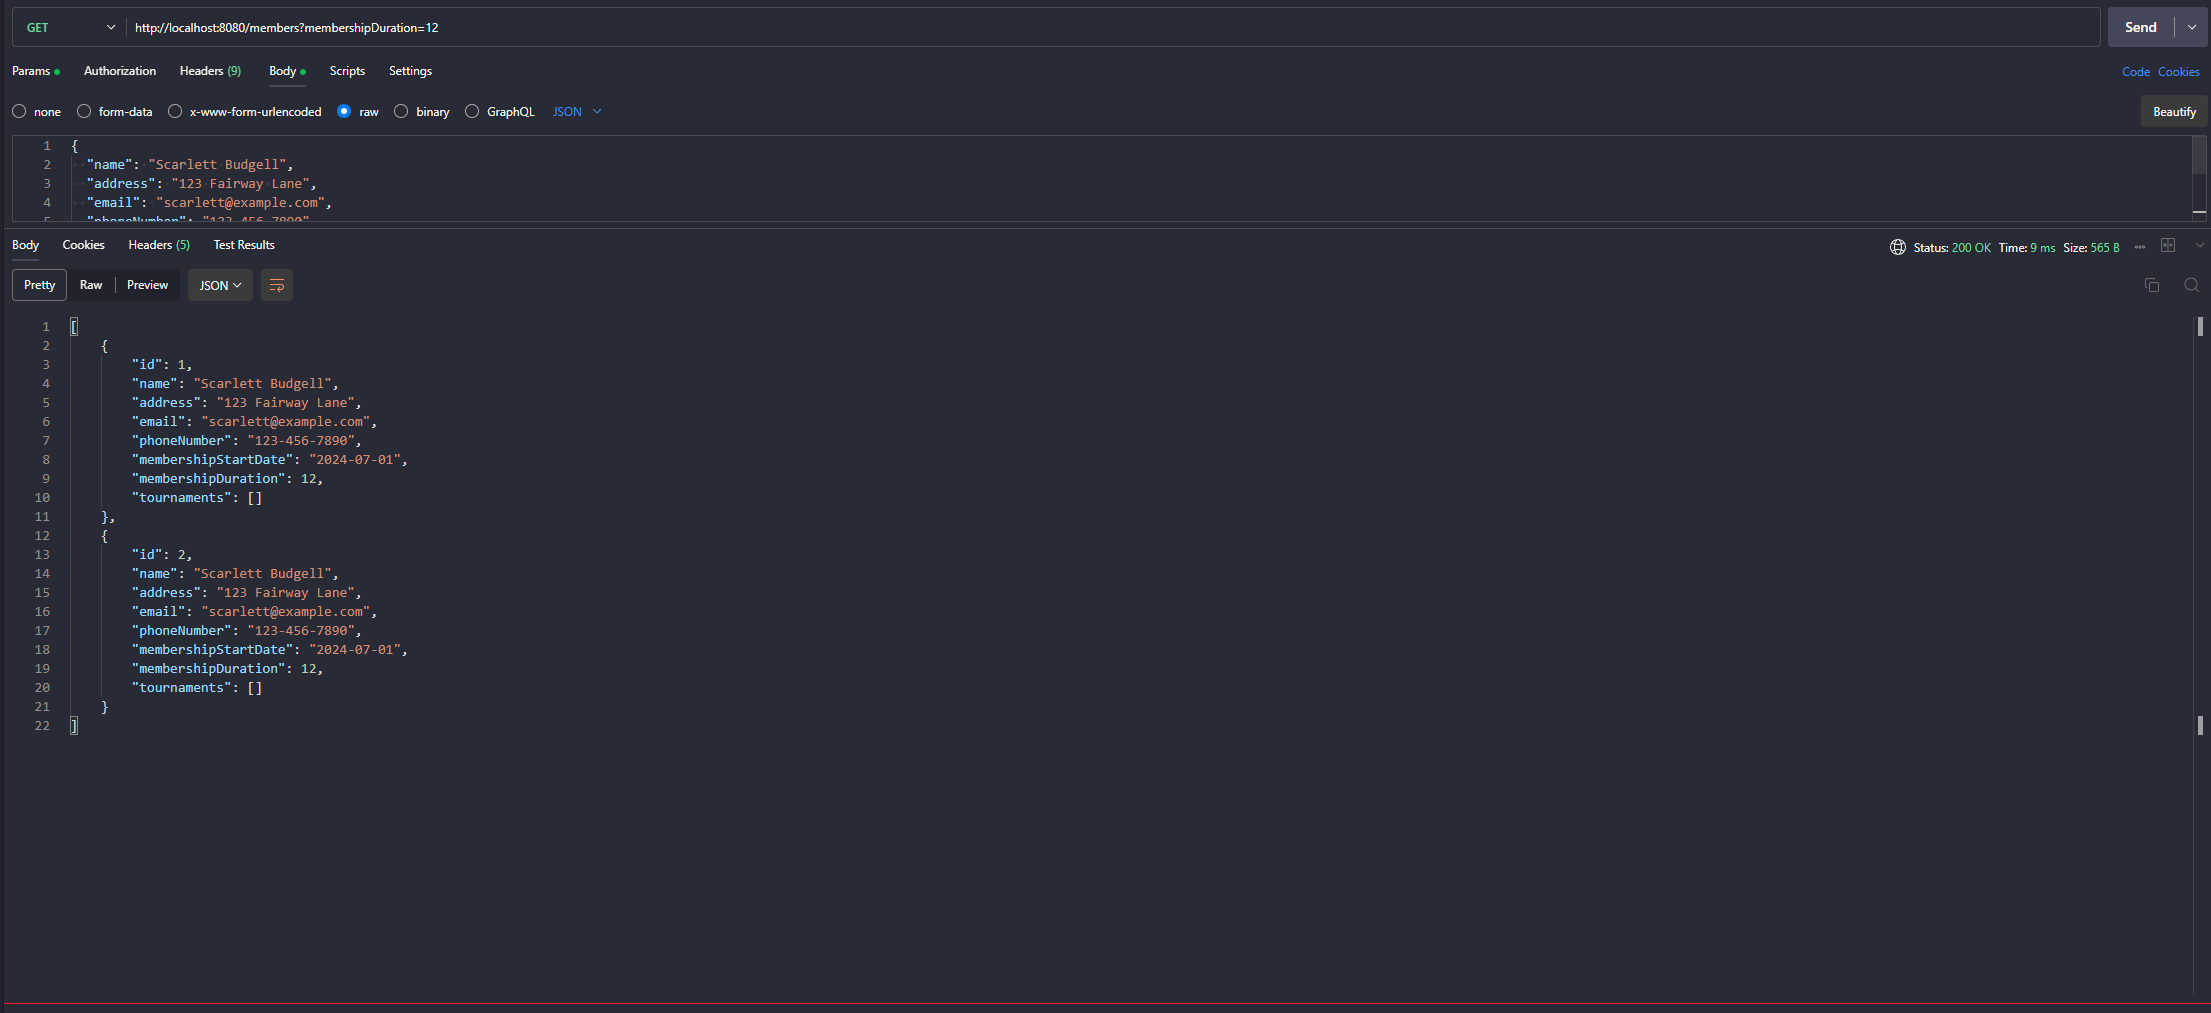 GET http://localhost:8080/members?membershipDuration=12 Send
Params Authorization Headers (9) Body Scripts Settings Code Cookies
none form-data x-www-form-urlencoded raw binary GraphQL JSON Beautify
1 {
2 "name": "Scarlett Budgell",
3 "address": "123 Fairway Lane",
4 "email": "scarlett@example.com",
5 "phoneNumber": "123-456-7890"
Body Cookies Headers (5) Test Results Status: 200 OK Time: 9 ms Size: 565 B
Pretty Raw Preview JSON
1 [
2 {
3 "id": 1,
4 "name": "Scarlett Budgell",
5 "address": "123 Fairway Lane",
6 "email": "scarlett@example.com",
7 "phoneNumber": "123-456-7890",
8 "membershipStartDate": "2024-07-01",
9 "membershipDuration": 12,
10 "tournaments": []
11 },
12 {
13 "id": 2,
14 "name": "Scarlett Budgell",
15 "address": "123 Fairway Lane",
16 "email": "scarlett@example.com",
17 "phoneNumber": "123-456-7890",
18 "membershipStartDate": "2024-07-01",
19 "membershipDuration": 12,
20 "tournaments": []
21 }
22 ]